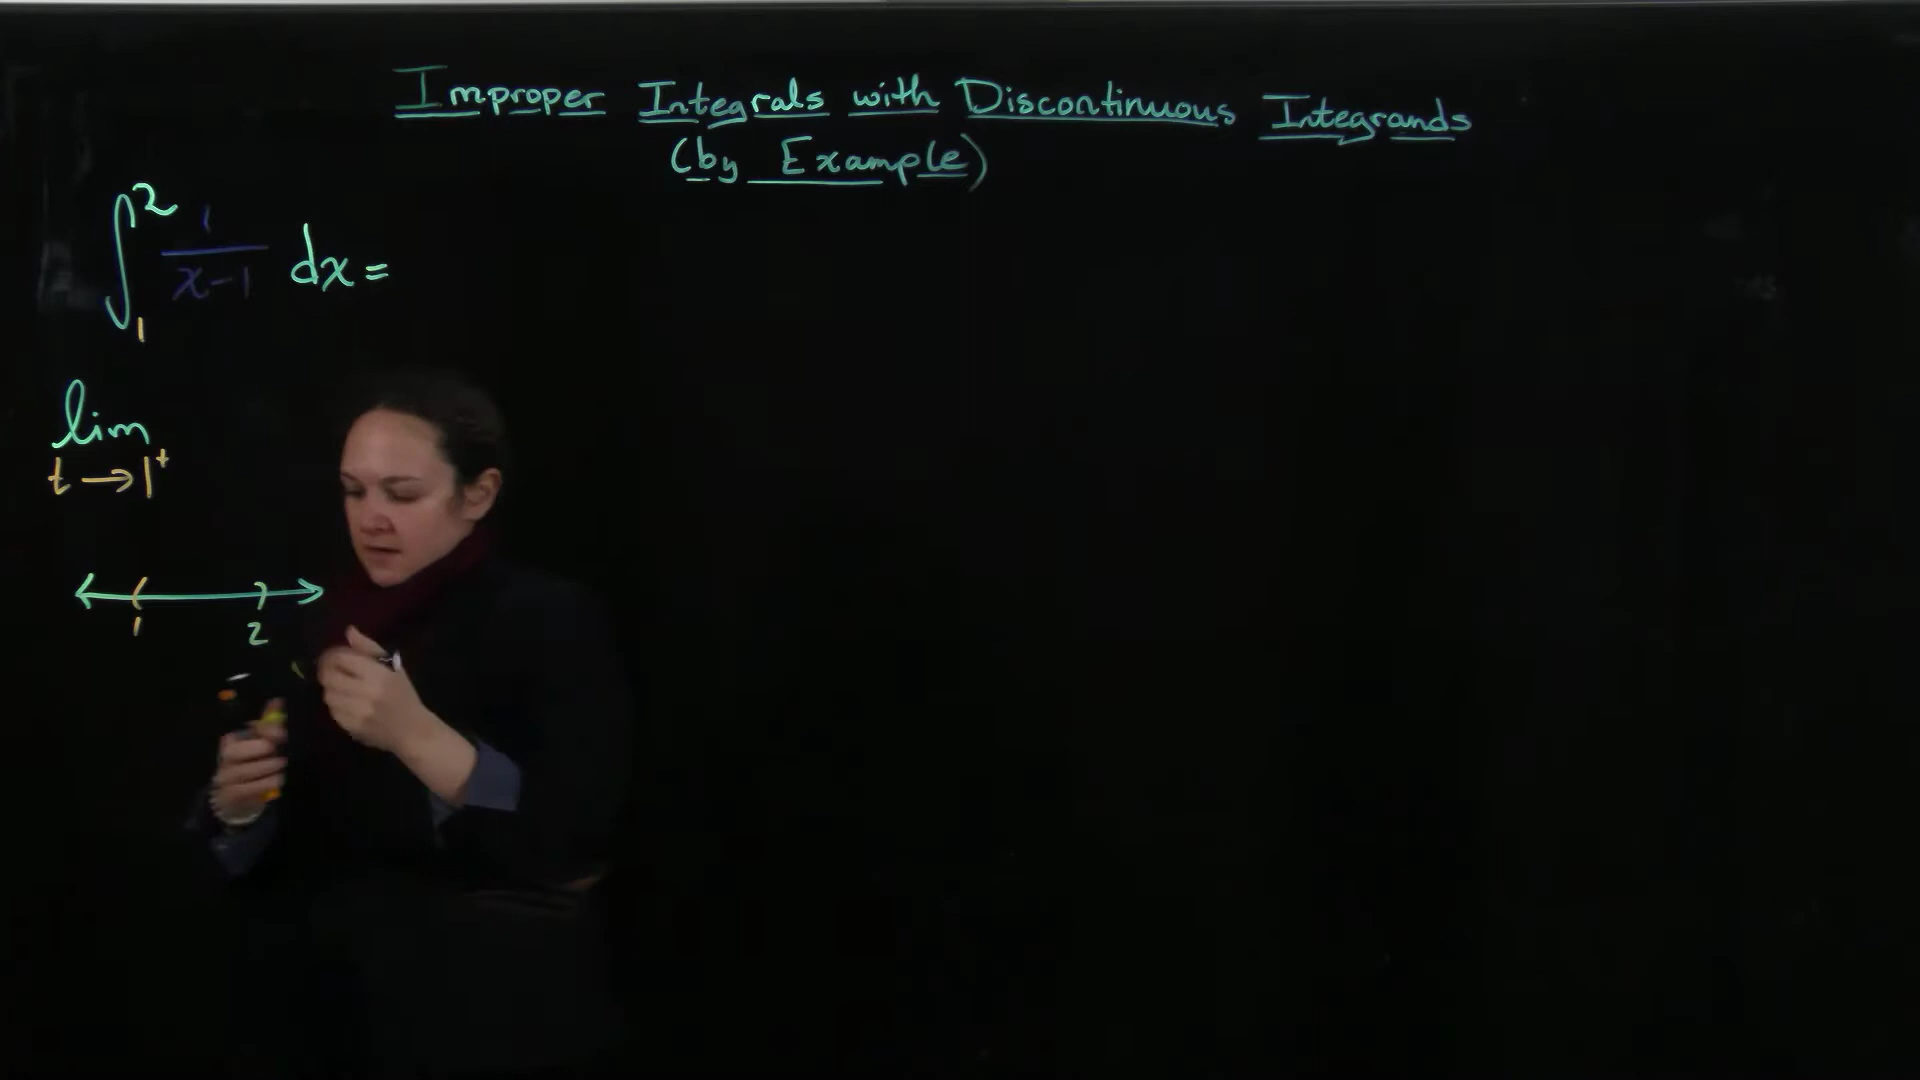 Improper Integrals with Discontinuous Integrands
(by Example)
∫₁² 1/(x-1) dx =
lim
t→1⁺
1 2